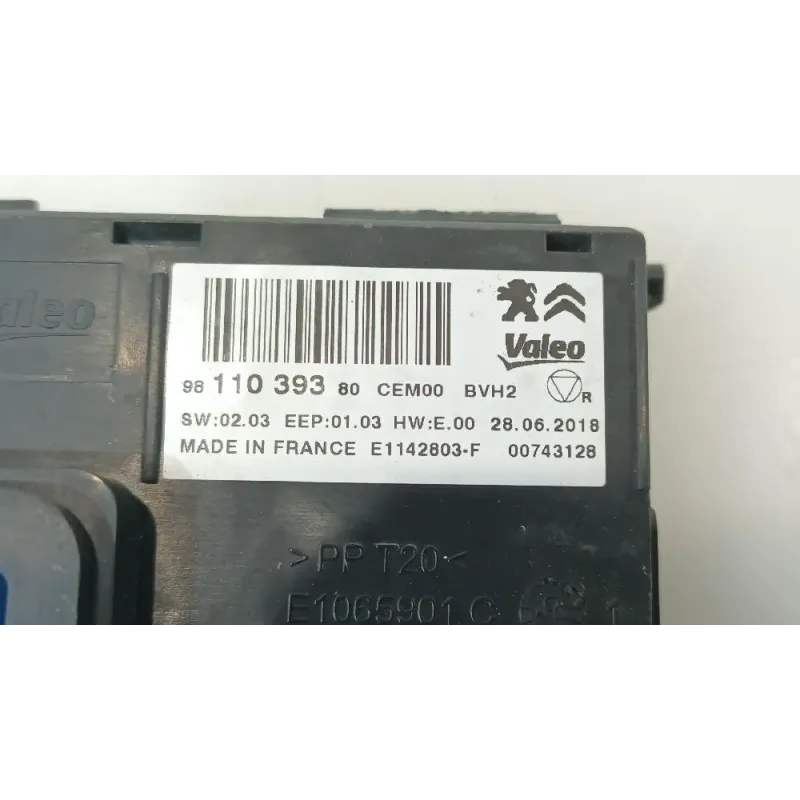 Valeo
Valeo
98 110 393 80 CEM00 BVH2 R
SW:02.03 EEP:01.03 HW:E.00 28.06.2018
MADE IN FRANCE E1142803-F 00743128
>PP T20<
E1065901 C 1